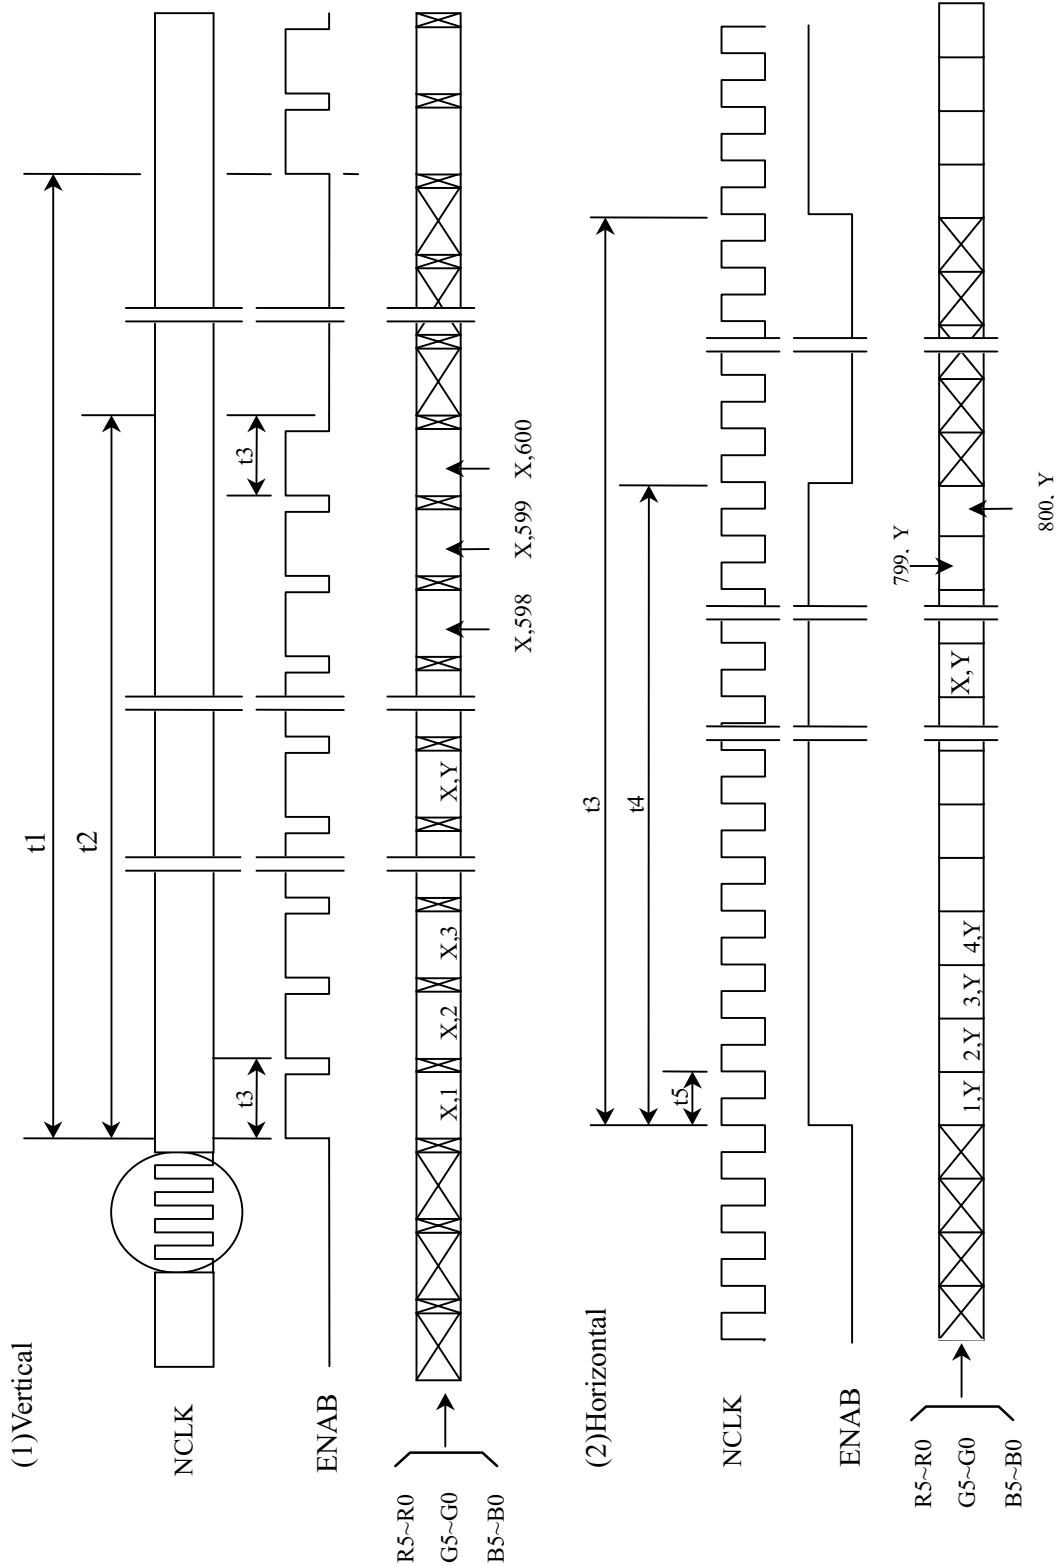 (1)Vertical
t1
t2
NCLK
t3
t3
ENAB
R5~R0
G5~G0
B5~B0
X,1
X,2
X,3
X,Y
X,598
X,599
X,600
(2)Horizontal
t3
t4
t5
NCLK
ENAB
R5~R0
G5~G0
B5~B0
1,Y
2,Y
3,Y
4,Y
X,Y
799. Y
800. Y